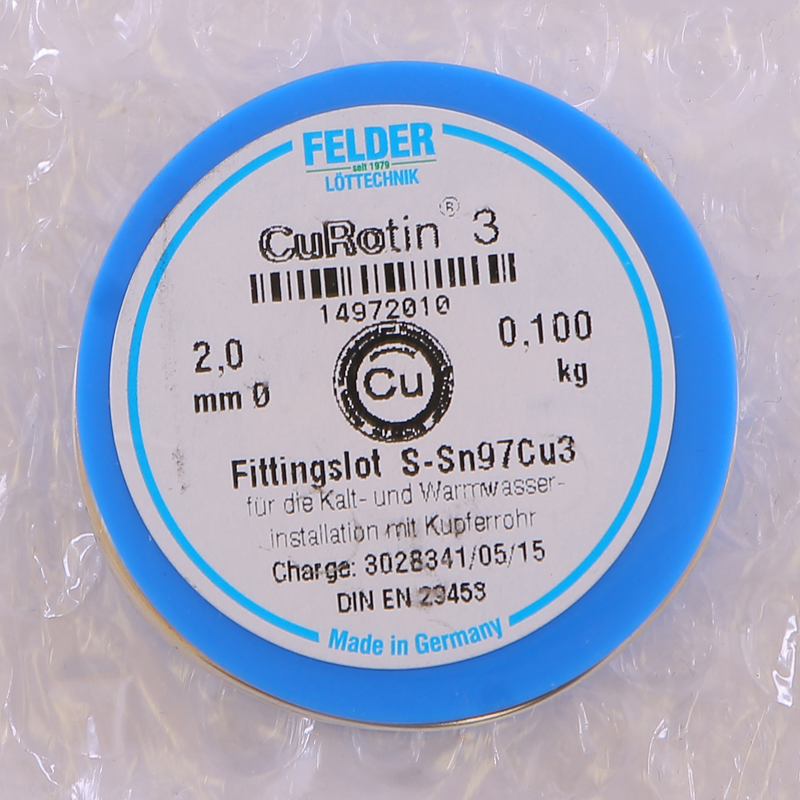 FELDER
seit 1979
LÖTTECHNIK
CuRotin® 3
14972010
2,0
mm Ø
0,100
kg
Cu
Fittingslot S-Sn97Cu3
für die Kalt- und Warmwasser-
installation mit Kupferrohr
Charge: 3028341/05/15
DIN EN 29453
Made in Germany